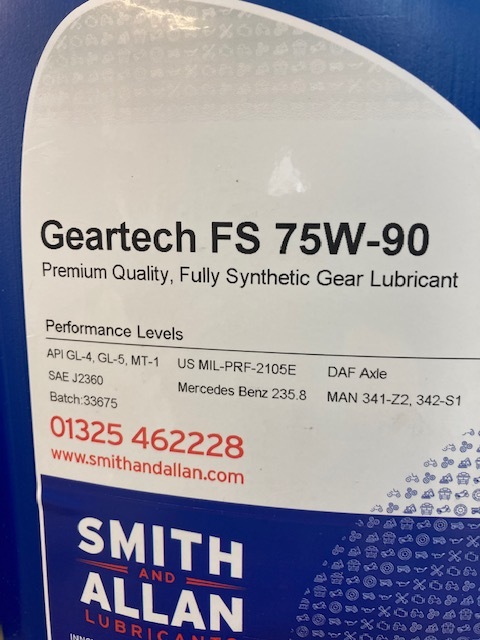 Geartech FS 75W-90
Premium Quality, Fully Synthetic Gear Lubricant
Performance Levels
API GL-4, GL-5, MT-1
SAE J2360
Batch:33675
US MIL-PRF-2105E
Mercedes Benz 235.8
DAF Axle
MAN 341-Z2, 342-S1
01325 462228
www.smithandallan.com
SMITH
AND
ALLAN
LUBRICANTS